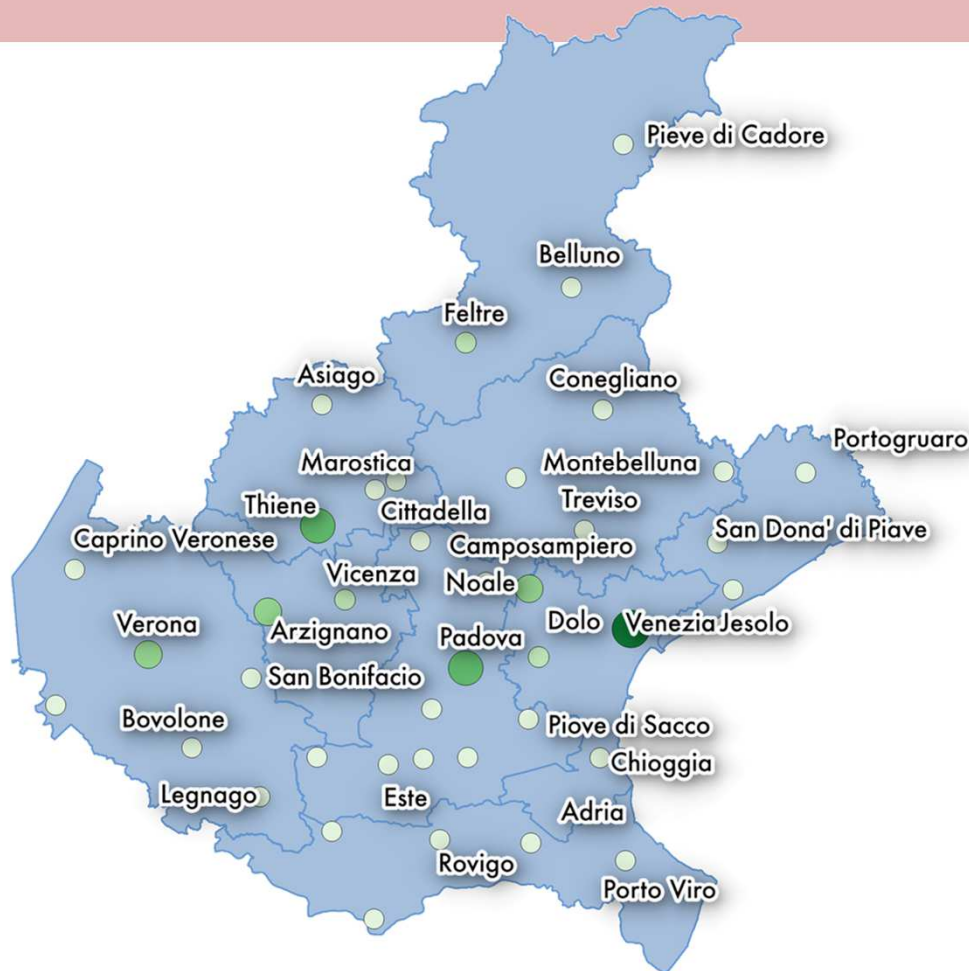 Pieve di Cadore
Belluno
Feltre
Asiago
Conegliano
Portogruaro
Marostica
Montebelluna
Thiene
Cittadella
Treviso
San Dona' di Piave
Caprino Veronese
Camposampiero
Vicenza
Noale
Verona
Arzignano
Padova
Dolo
Venezia
Jesolo
San Bonifacio
Bovolone
Piove di Sacco
Chioggia
Legnago
Este
Adria
Rovigo
Porto Viro